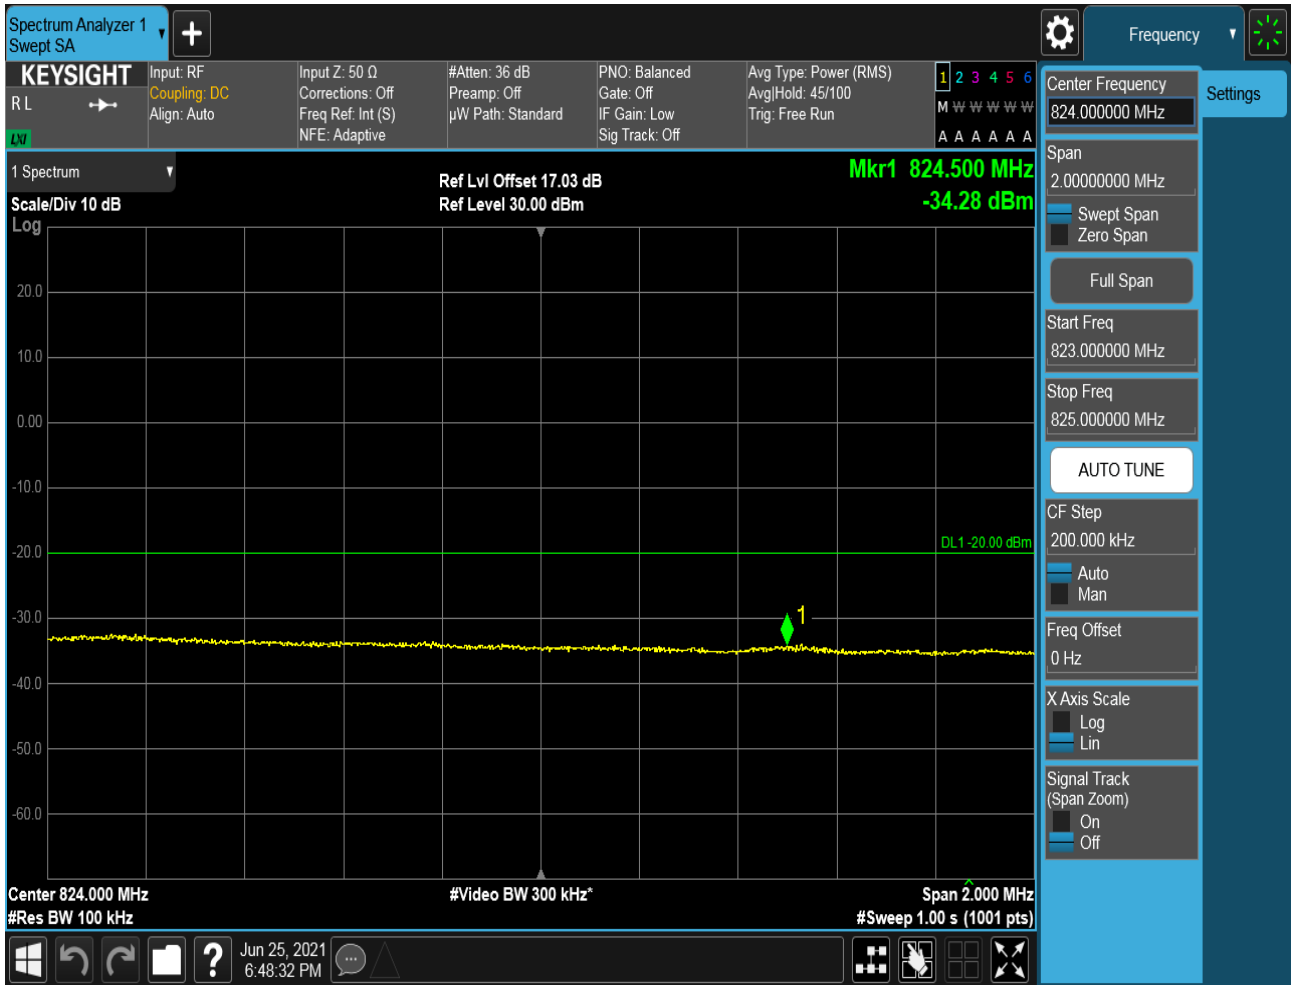 Spectrum Analyzer 1
Swept SA
Frequency
KEYSIGHT
R L
LXI
Input: RF
Coupling: DC
Align: Auto
Input Z: 50 Ω
Corrections: Off
Freq Ref: Int (S)
NFE: Adaptive
#Atten: 36 dB
Preamp: Off
µW Path: Standard
PNO: Balanced
Gate: Off
IF Gain: Low
Sig Track: Off
Avg Type: Power (RMS)
Avg|Hold: 45/100
Trig: Free Run
1 2 3 4 5 6
M W W W W W
A A A A A A
1 Spectrum
Scale/Div 10 dB
Log
Ref Lvl Offset 17.03 dB
Ref Level 30.00 dBm
Mkr1 824.500 MHz
-34.28 dBm
20.0
10.0
0.00
-10.0
-20.0
DL1 -20.00 dBm
-30.0
1
-40.0
-50.0
-60.0
Center 824.000 MHz
#Video BW 300 kHz*
Span 2.000 MHz
#Res BW 100 kHz
#Sweep 1.00 s (1001 pts)
Center Frequency
824.000000 MHz
Settings
Span
2.00000000 MHz
Swept Span
Zero Span
Full Span
Start Freq
823.000000 MHz
Stop Freq
825.000000 MHz
AUTO TUNE
CF Step
200.000 kHz
Auto
Man
Freq Offset
0 Hz
X Axis Scale
Log
Lin
Signal Track
(Span Zoom)
On
Off
?
Jun 25, 2021
6:48:32 PM